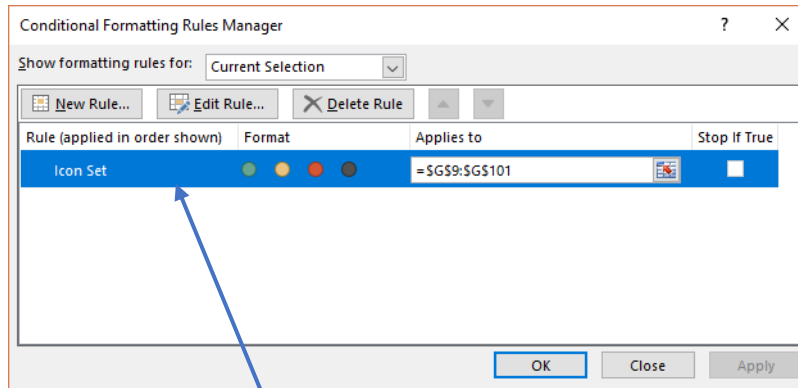 Conditional Formatting Rules Manager ?
Show formatting rules for: Current Selection
New Rule... Edit Rule... Delete Rule
Rule (applied in order shown) Format Applies to Stop If True
Icon Set =$G$9:$G$101
OK Close Apply